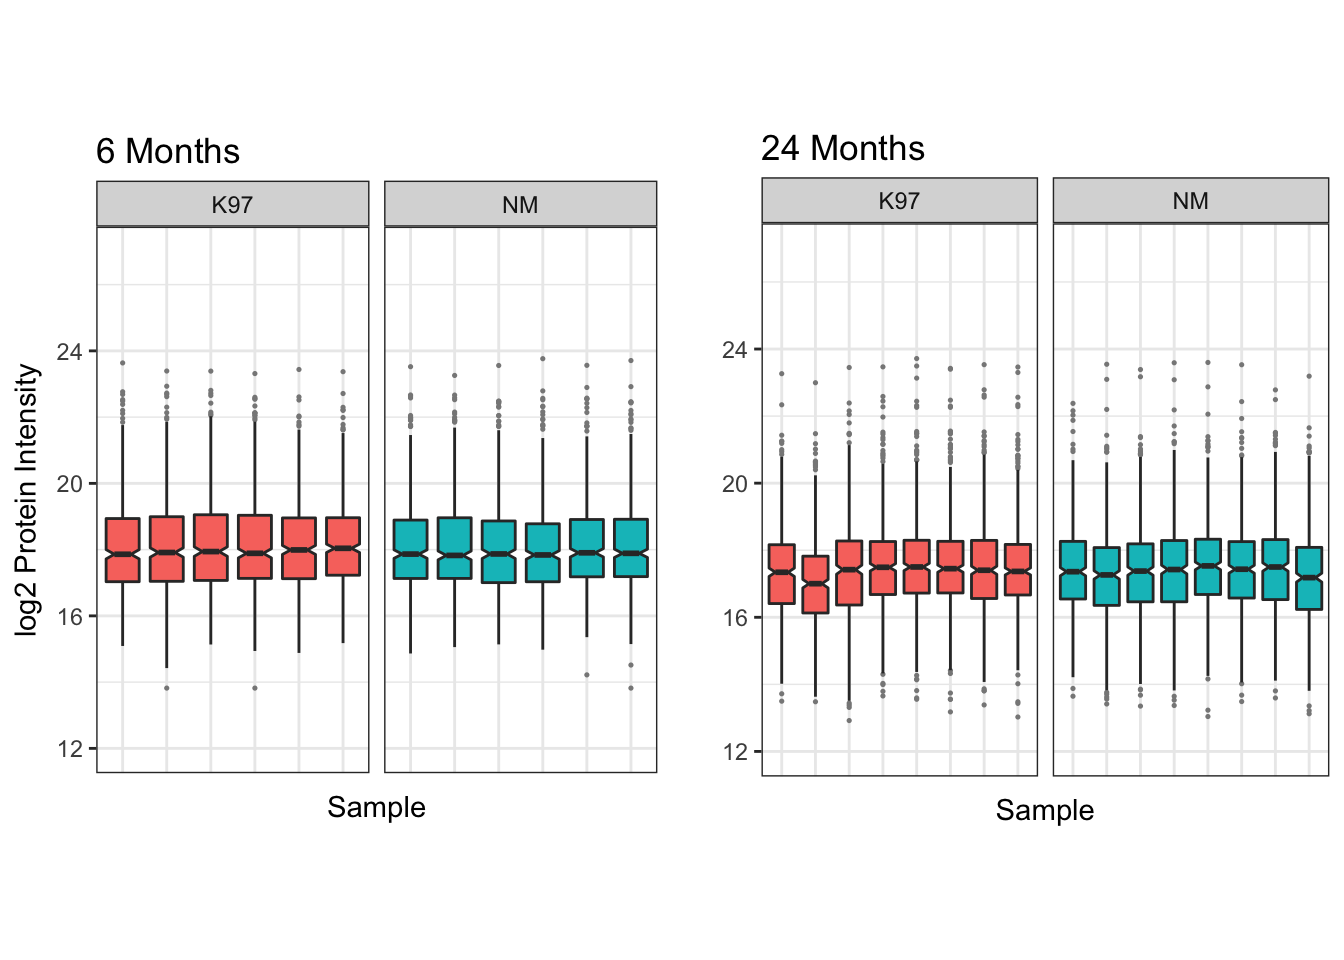 6 Months
K97
NM
log2 Protein Intensity
24
20
16
12
Sample
24 Months
K97
NM
24
20
16
12
Sample